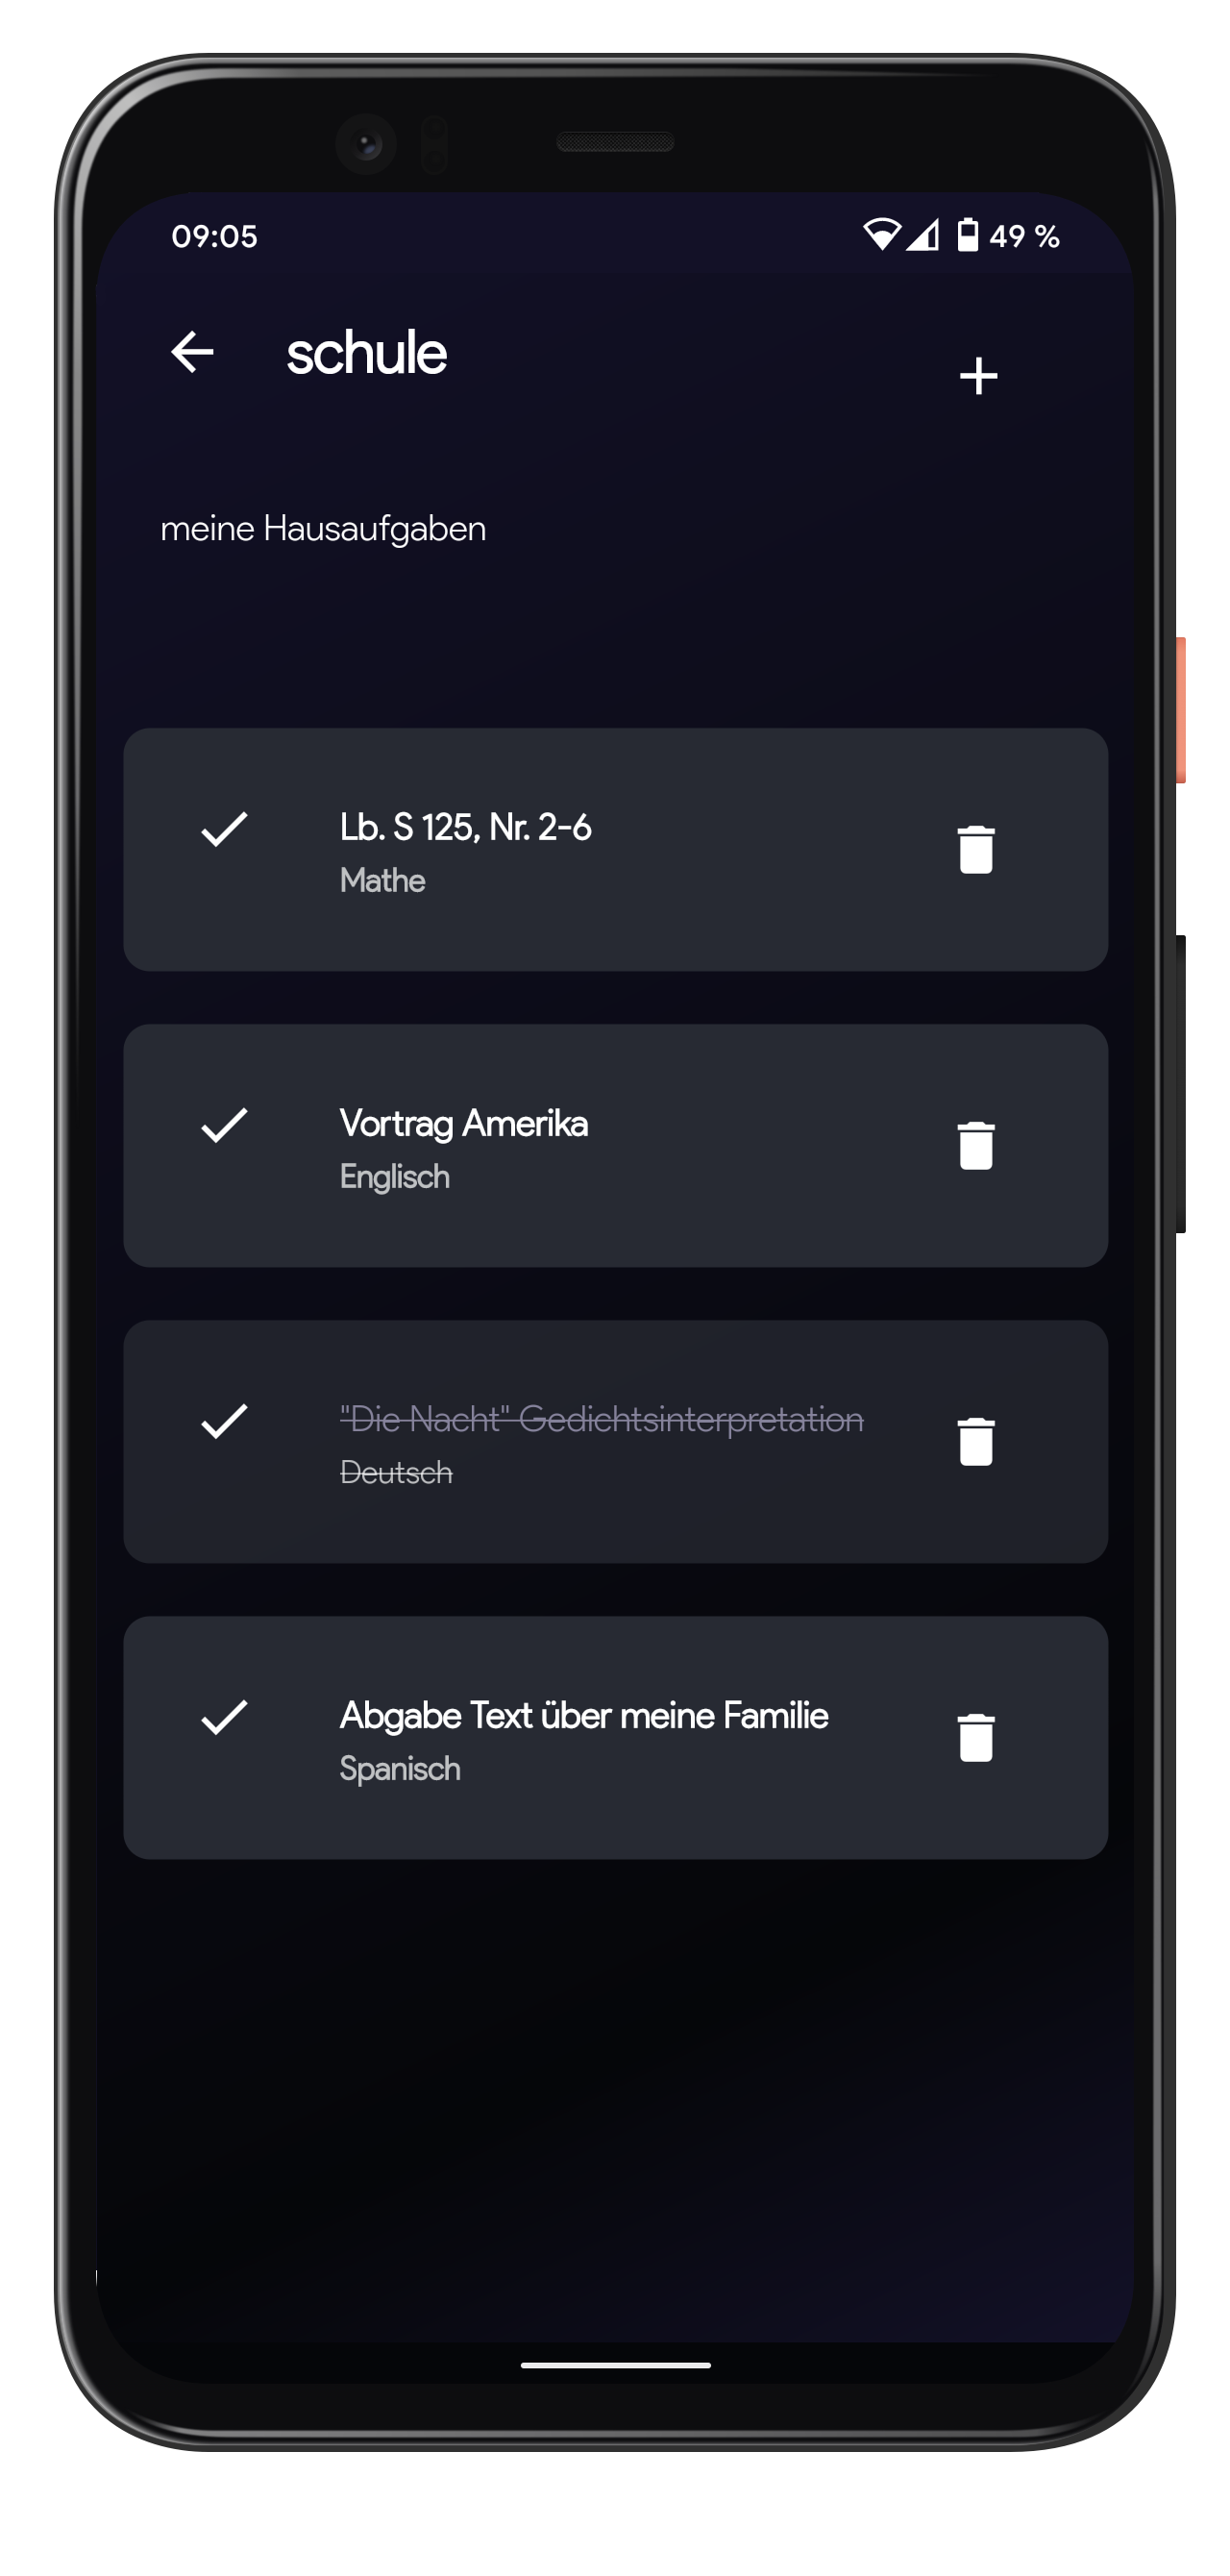 09:05 49 %
schule
meine Hausaufgaben
Lb. S 125, Nr. 2-6
Mathe
Vortrag Amerika
Englisch
"Die Nacht" Gedichtsinterpretation
Deutsch
Abgabe Text über meine Familie
Spanisch